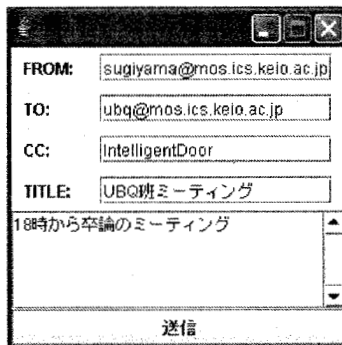 FROM: sugiyama@mos.ics.keio.ac.jp
TO: ubq@mos.ics.keio.ac.jp
CC: IntelligentDoor
TITLE: UBQ班ミーティング
18時から卒論のミーティング
送信